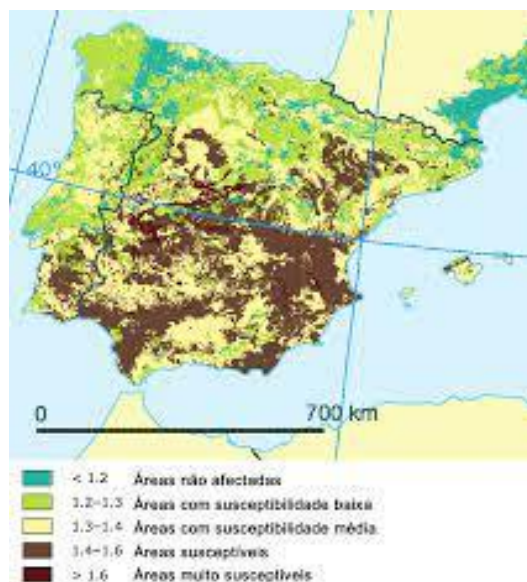 40°
0
0 700 km
< 1.2 Áreas não afectadas
1.2–1.3 Áreas com susceptibilidade baixa
1.3–1.4 Áreas com susceptibilidade média.
1.4–1.6 Áreas susceptíveis
> 1.6 Áreas muito susceptíveis